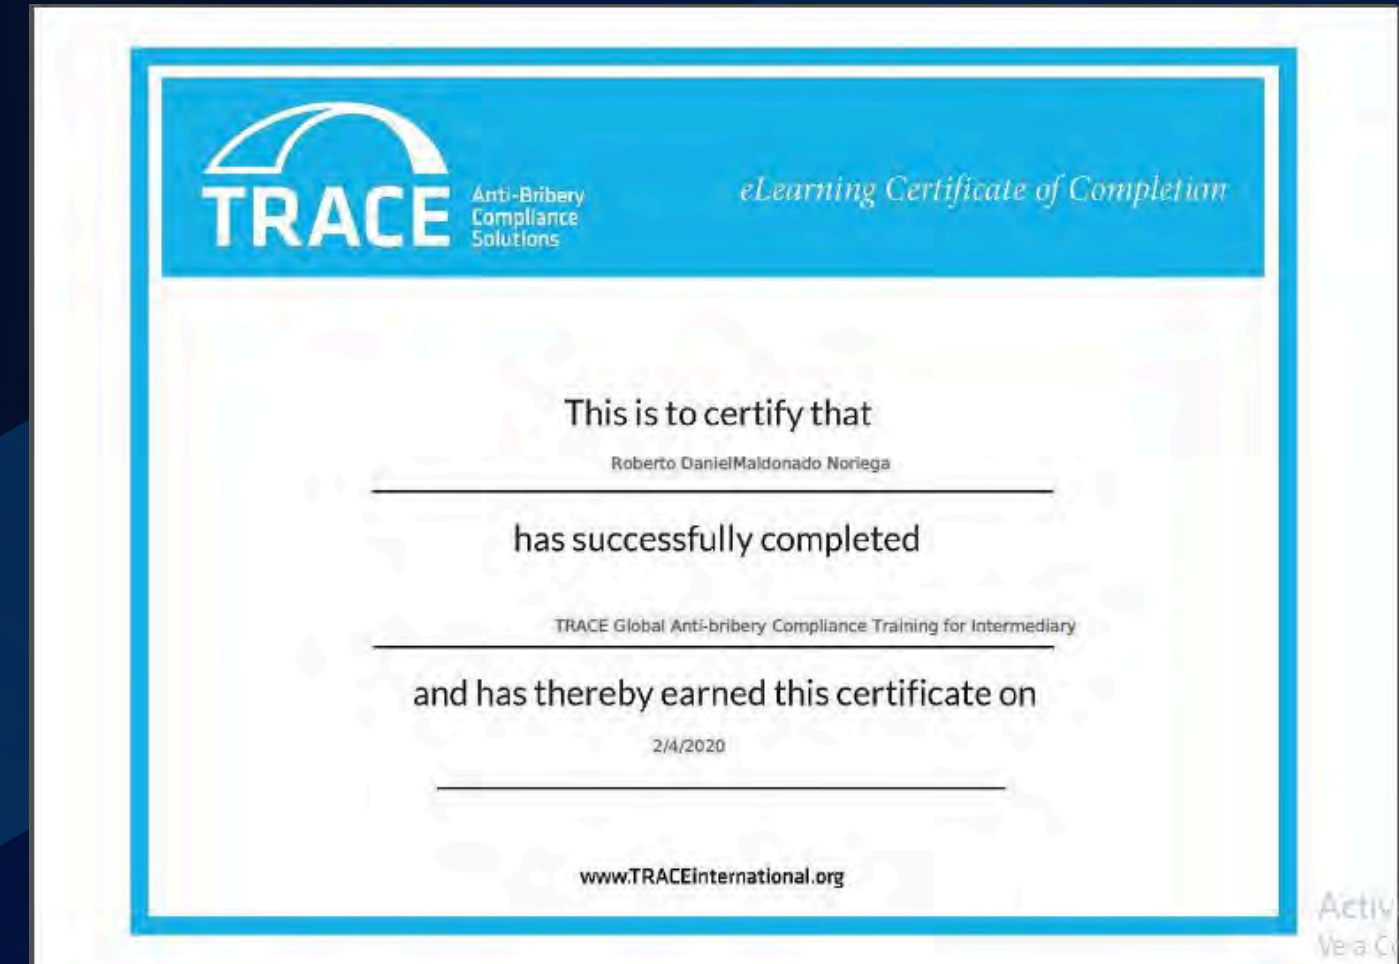 TRACE
Anti-Bribery
Compliance
Solutions
eLearning Certificate of Completion
This is to certify that
Roberto DanielMaldonado Noriega
has successfully completed
TRACE Global Anti-bribery Compliance Training for Intermediary
and has thereby earned this certificate on
2/4/2020
www.TRACEinternational.org
Ve a